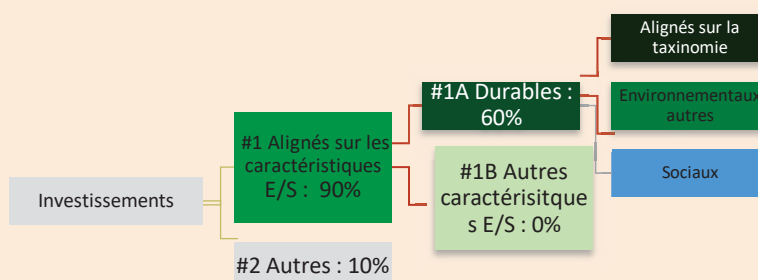 Investissements
#1 Alignés sur les
caractéristiques
E/S : 90%
#2 Autres : 10%
#1A Durables :
60%
#1B Autres
caractérisitque
s E/S : 0%
Alignés sur la
taxinomie
Environnementaux
autres
Sociaux